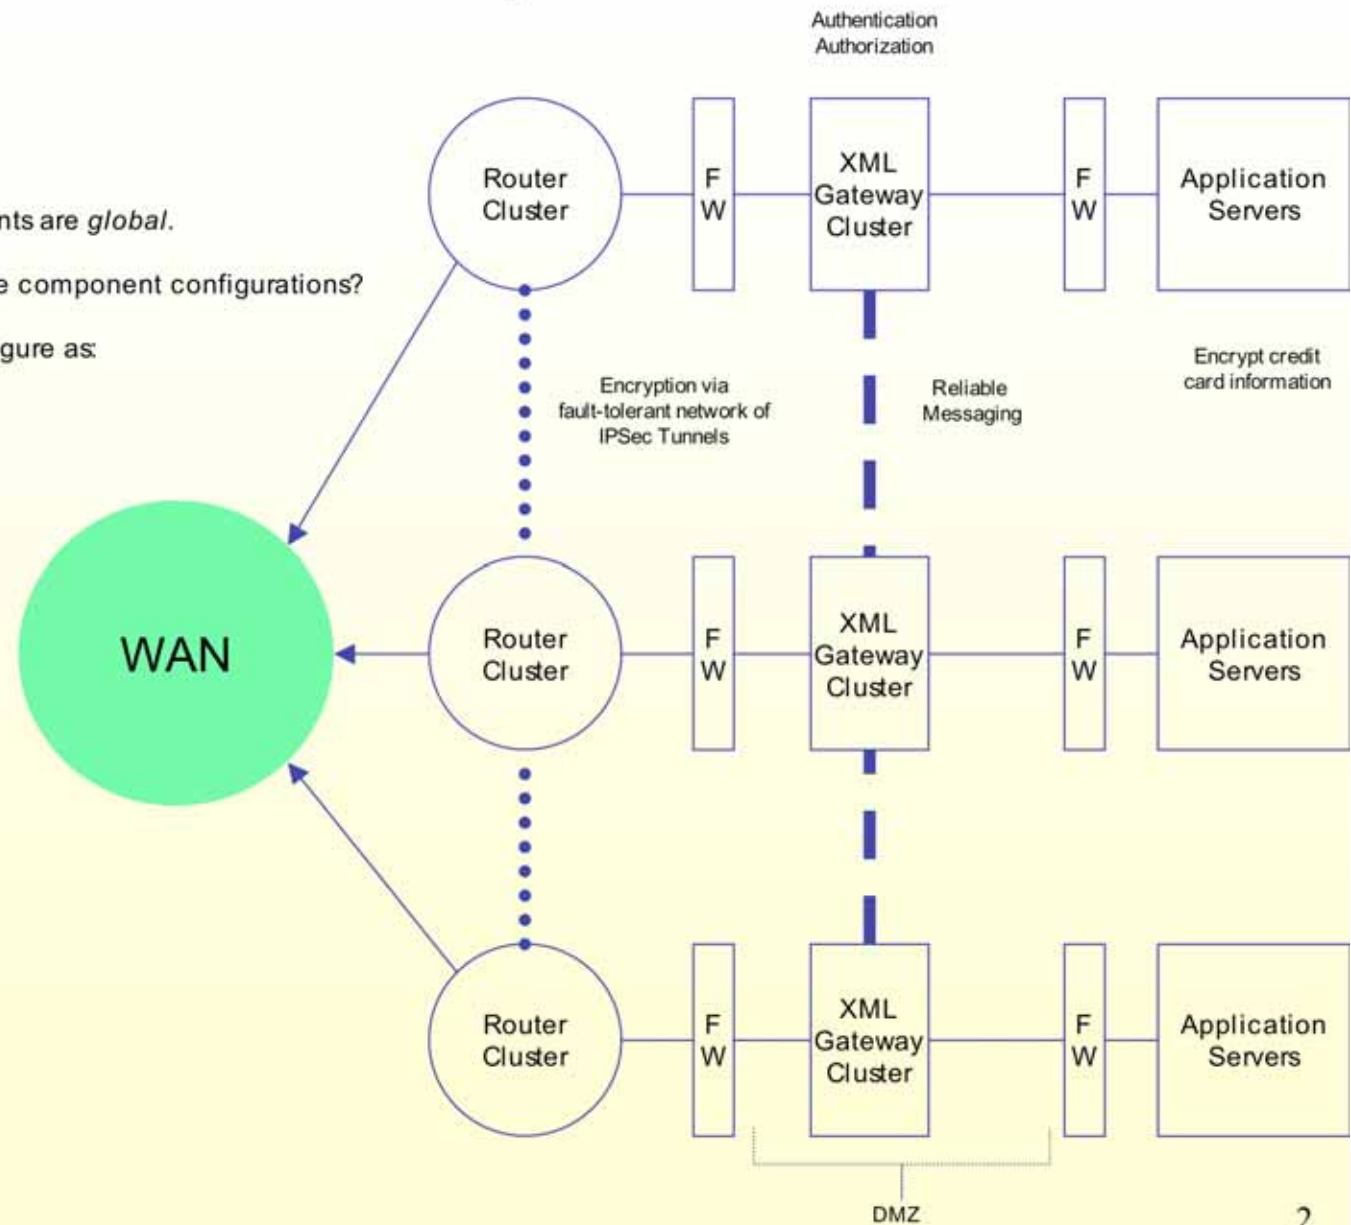 Authentication
Authorization
Router
Cluster
F
W
XML
Gateway
Cluster
F
W
Application
Servers
nts are global.
e component configurations?
gure as:
Encryption via
fault-tolerant network of
IPSec Tunnels
Reliable
Messaging
Encrypt credit
card information
WAN
Router
Cluster
F
W
XML
Gateway
Cluster
F
W
Application
Servers
Router
Cluster
F
W
XML
Gateway
Cluster
F
W
Application
Servers
DMZ
2